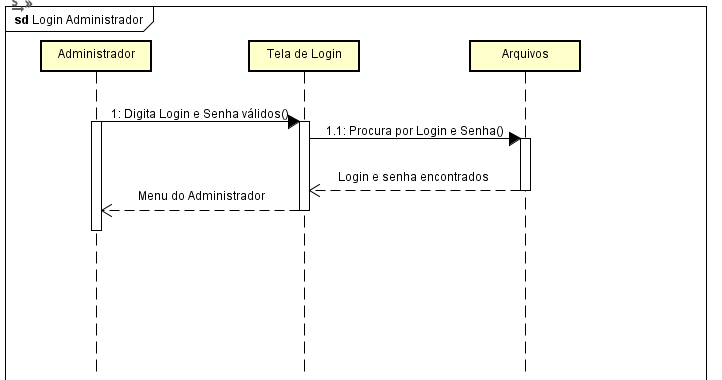 sd Login Administrador
Administrador
Tela de Login
Arquivos
1: Digita Login e Senha válidos()
1.1: Procura por Login e Senha()
Login e senha encontrados
Menu do Administrador